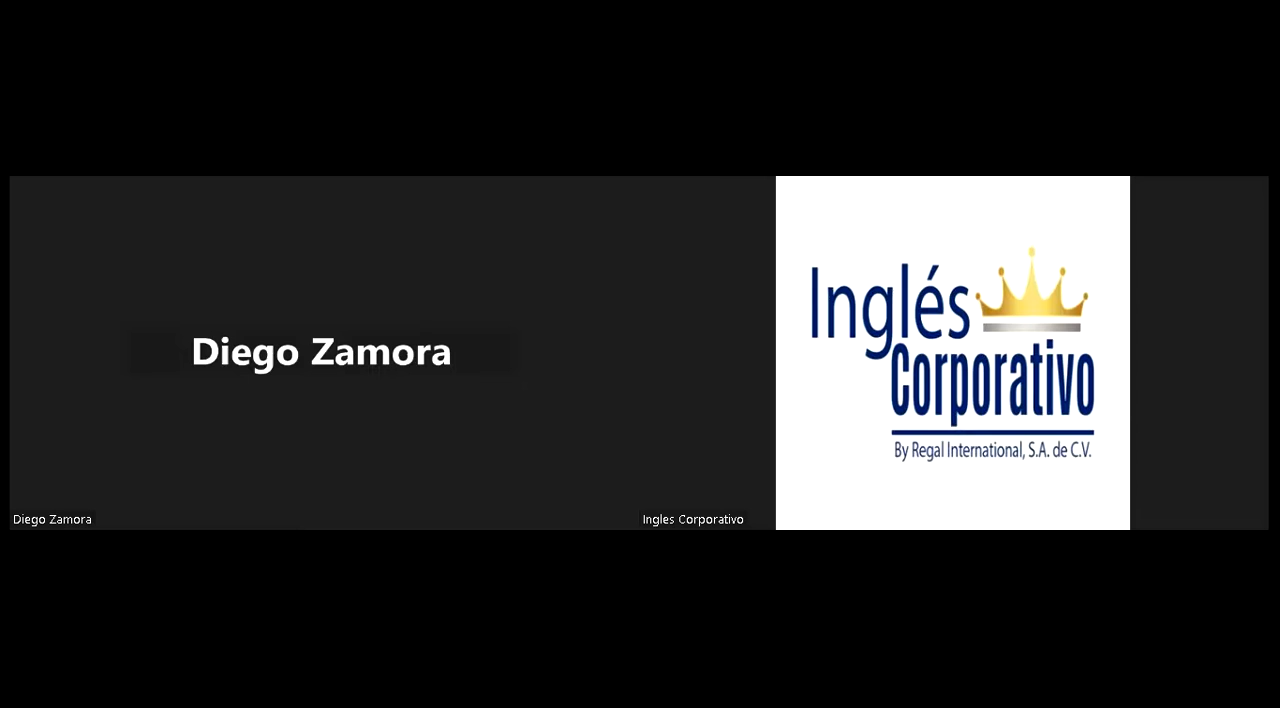 Diego Zamora
Diego Zamora
Inglés
Corporativo
By Regal International, S.A. de C.V.
Ingles Corporativo